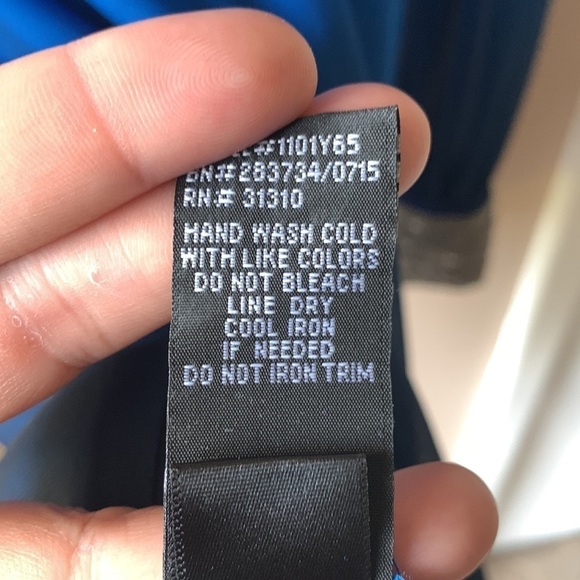 #1101Y65
283734/0715
RN# 31310
HAND WASH COLD
WITH LIKE COLORS
DO NOT BLEACH
LINE DRY
COOL IRON
IF NEEDED
DO NOT IRON TRIM